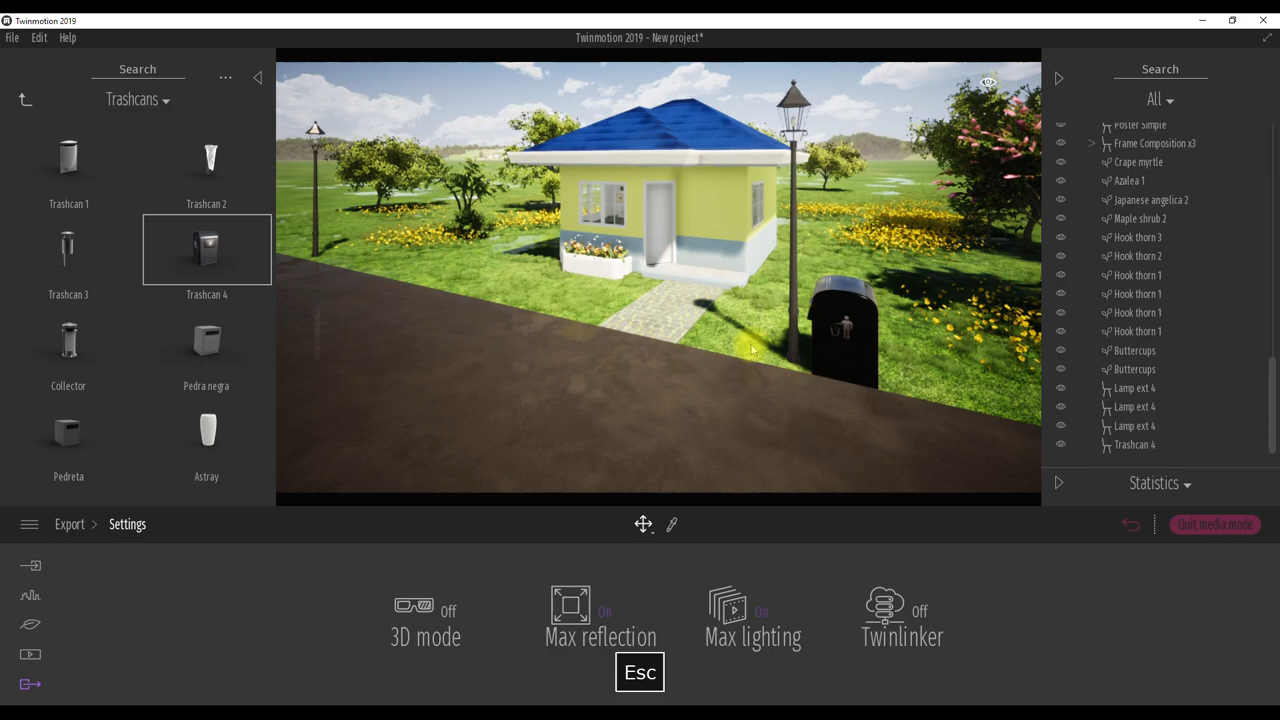 Twinmotion 2019
File Edit Help
Twinmotion 2019 - New project*
Search
...
Trashcans
Trashcan 1
Trashcan 2
Trashcan 3
Trashcan 4
Collector
Pedra negra
Pedreta
Astray
Search
All
Poster Simple
> Frame Composition x3
Crape myrtle
Azalea 1
Japanese angelica 2
Maple shrub 2
Hook thorn 3
Hook thorn 2
Hook thorn 1
Hook thorn 1
Hook thorn 1
Hook thorn 1
Buttercups
Buttercups
Lamp ext 4
Lamp ext 4
Lamp ext 4
Trashcan 4
Statistics
Export > Settings
Quit media mode
Off
3D mode
On
Max reflection
On
Max lighting
Off
Twinlinker
Esc